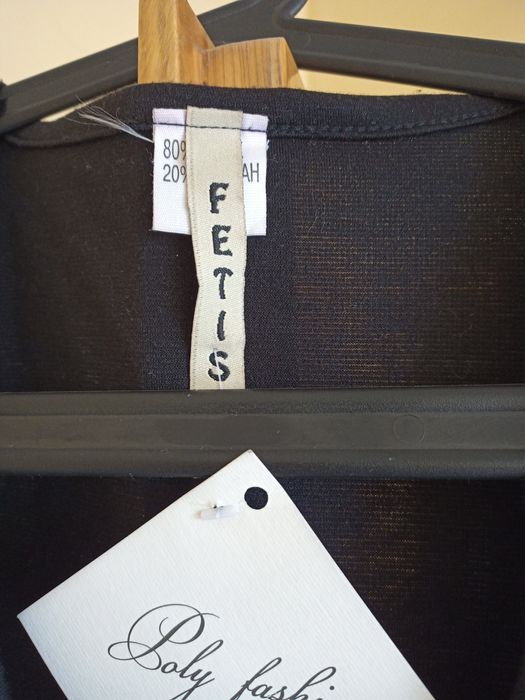 80%
20% АН
FETIS
Poly fashi